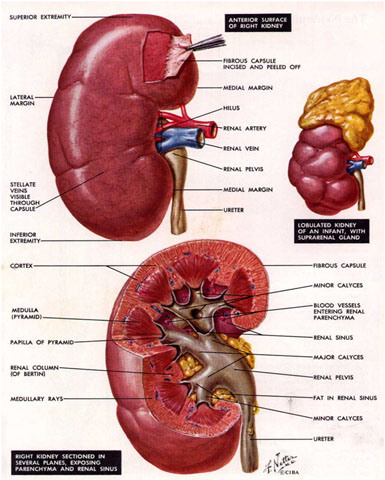 SUPERIOR EXTREMITY
ANTERIOR SURFACE
OF RIGHT KIDNEY
FIBROUS CAPSULE
INCISED AND PEELED OFF
MEDIAL MARGIN
LATERAL
MARGIN
HILUS
RENAL ARTERY
RENAL VEIN
RENAL PELVIS
STELLATE
VEINS
VISIBLE
THROUGH
CAPSULE
MEDIAL MARGIN
URETER
LOBULATED KIDNEY
OF AN INFANT, WITH
SUPRARENAL GLAND
INFERIOR
EXTREMITY
CORTEX
FIBROUS CAPSULE
MINOR CALYCES
BLOOD VESSELS
ENTERING RENAL
PARENCHYMA
MEDULLA
(PYRAMID)
PAPILLA OF PYRAMID
RENAL SINUS
MAJOR CALYCES
RENAL COLUMN
(OF BERTIN)
RENAL PELVIS
MEDULLARY RAYS
FAT IN RENAL SINUS
MINOR CALYCES
URETER
RIGHT KIDNEY SECTIONED IN
SEVERAL PLANES, EXPOSING
PARENCHYMA AND RENAL SINUS
F. Netter
M.D.
© CIBA